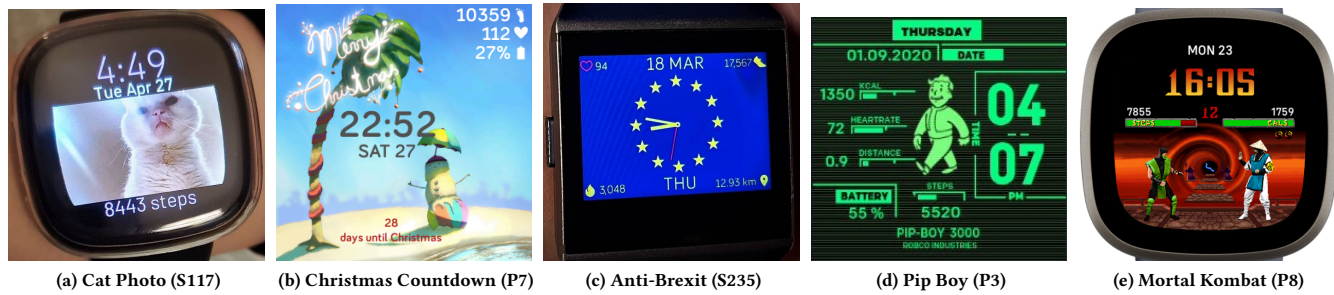 4:49
Tue Apr 27
8443 steps
(a) Cat Photo (S117)
Merry
Christmas
10359
112
27%
22:52
SAT 27
28
days until Christmas
(b) Christmas Countdown (P7)
94
18 MAR
17,567
THU
3,048
12.93 km
(c) Anti-Brexit (S235)
THURSDAY
01.09.2020 DATE
1350 KCAL
72 HEARTRATE
0.9 DISTANCE
TIME
04
07
PM
BATTERY
55 %
STEPS
5520
PIP-BOY 3000
ROBCO INDUSTRIES
(d) Pip Boy (P3)
MON 23
16:05
7855 12 1759
STEPS CALS
(e) Mortal Kombat (P8)